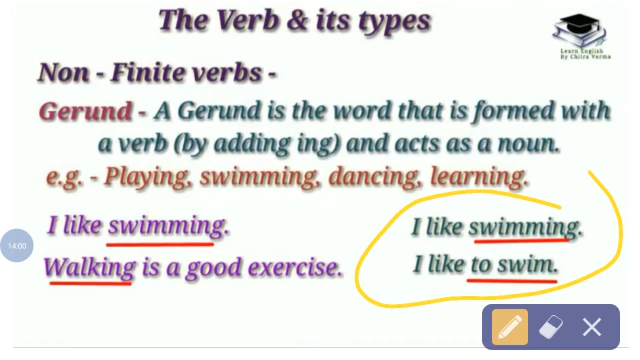 The Verb & its types
Learn English
By Chitra Verma
Non - Finite verbs -
Gerund - A Gerund is the word that is formed with
a verb (by adding ing) and acts as a noun.
e.g. - Playing, swimming, dancing, learning.
I like swimming.
Walking is a good exercise.
I like swimming.
I like to swim.
14:00